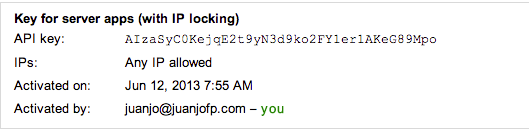 Key for server apps (with IP locking)
API key: AIzaSyC0KejqE2t9yN3d9ko2FYlerlAKeG89Mpo
IPs: Any IP allowed
Activated on: Jun 12, 2013 7:55 AM
Activated by: juanjo@juanjofp.com – you